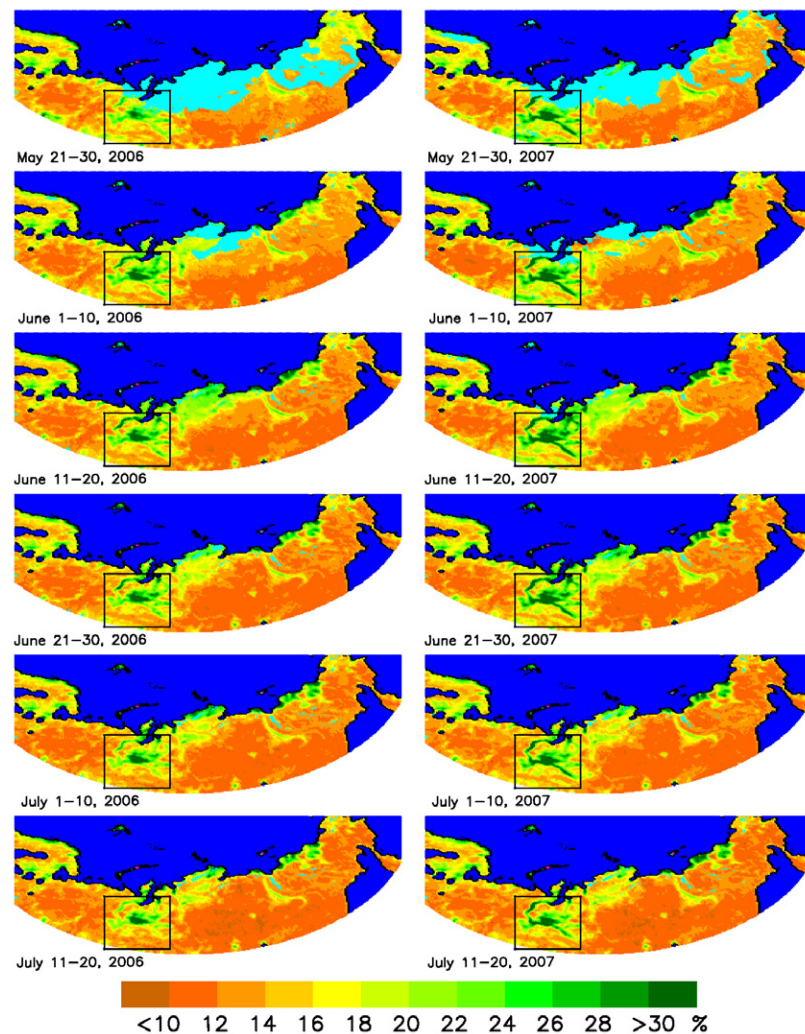 May 21-30, 2006
May 21-30, 2007
June 1-10, 2006
June 1-10, 2007
June 11-20, 2006
June 11-20, 2007
June 21-30, 2006
June 21-30, 2007
July 1-10, 2006
July 1-10, 2007
July 11-20, 2006
July 11-20, 2007
<10 12 14 16 18 20 22 24 26 28 >30 %